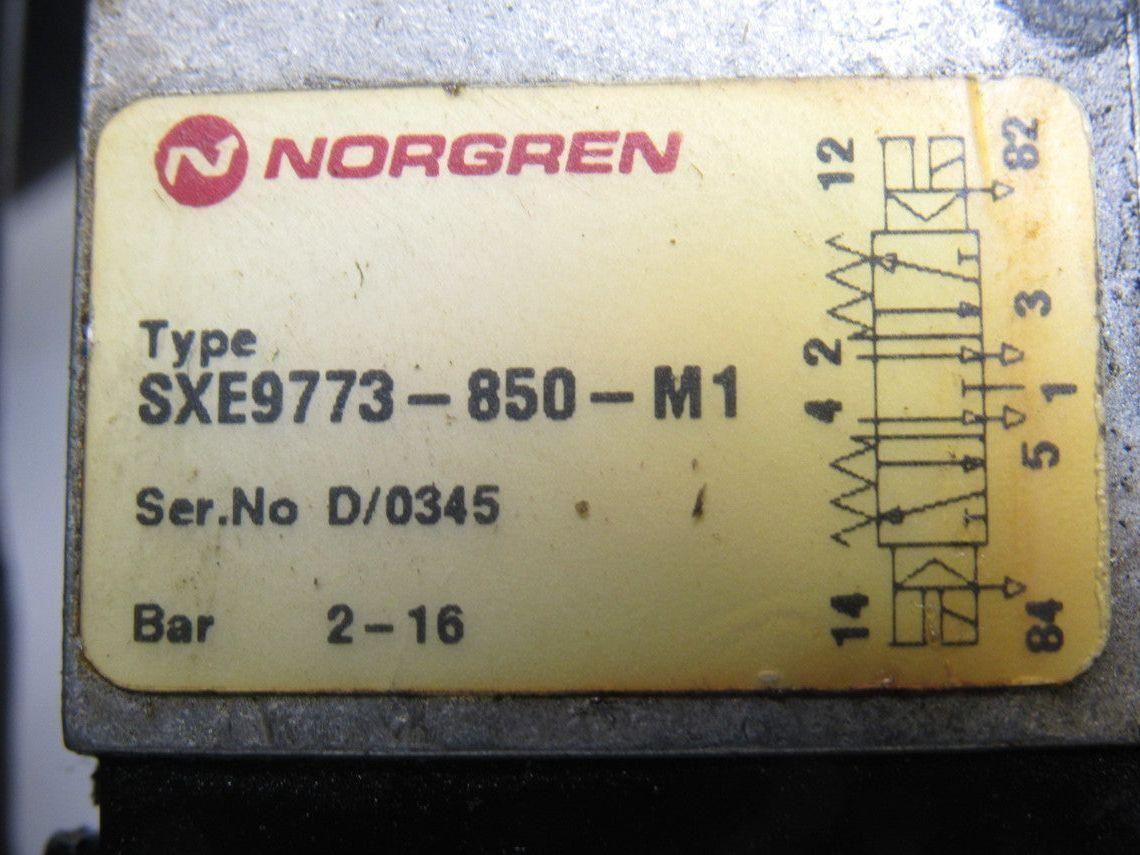 NORGREN
Type
SXE9773-850-M1
Ser.No D/0345
Bar 2-16
12
82
3
2
1
4
5
14
84